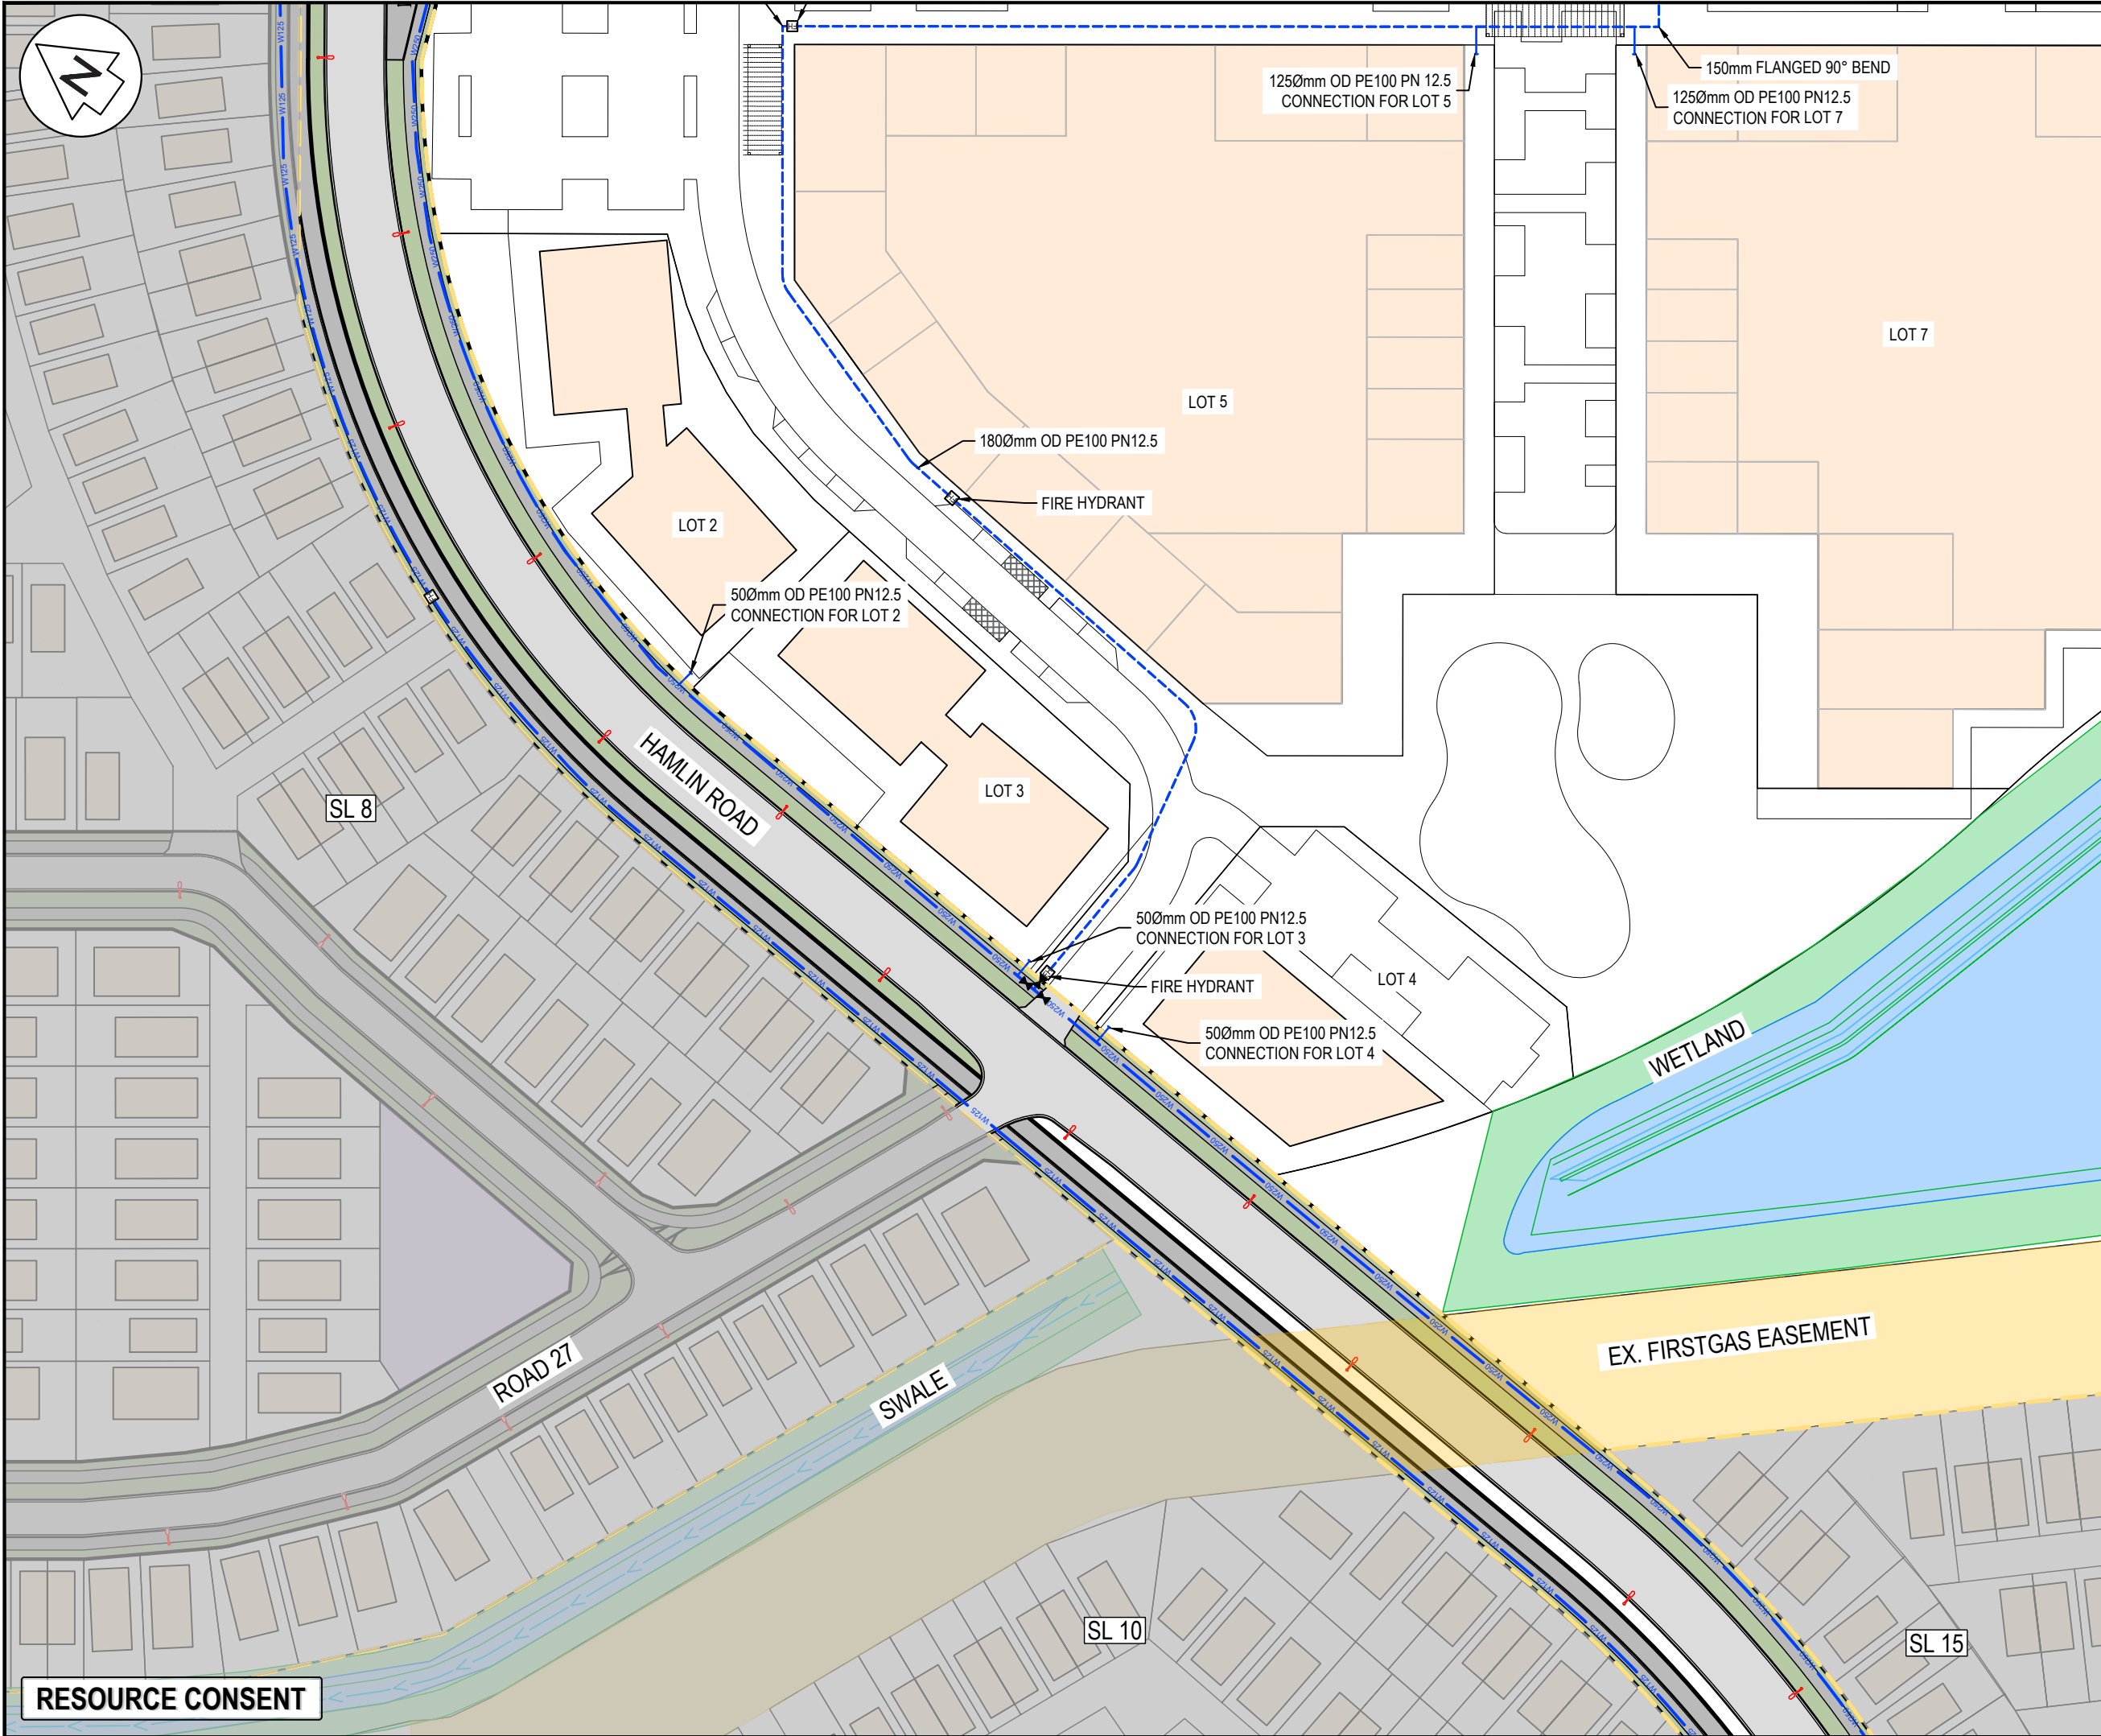 N
125Ømm OD PE100 PN 12.5
CONNECTION FOR LOT 5
150mm FLANGED 90° BEND
125Ømm OD PE100 PN12.5
CONNECTION FOR LOT 7
LOT 7
LOT 5
180Ømm OD PE100 PN12.5
FIRE HYDRANT
LOT 2
50Ømm OD PE100 PN12.5
CONNECTION FOR LOT 2
HAMLIN ROAD
LOT 3
SL 8
50Ømm OD PE100 PN12.5
CONNECTION FOR LOT 3
LOT 4
FIRE HYDRANT
50Ømm OD PE100 PN12.5
CONNECTION FOR LOT 4
WETLAND
EX. FIRSTGAS EASEMENT
ROAD 27
SWALE
SL 10
SL 15
RESOURCE CONSENT
W125
W250